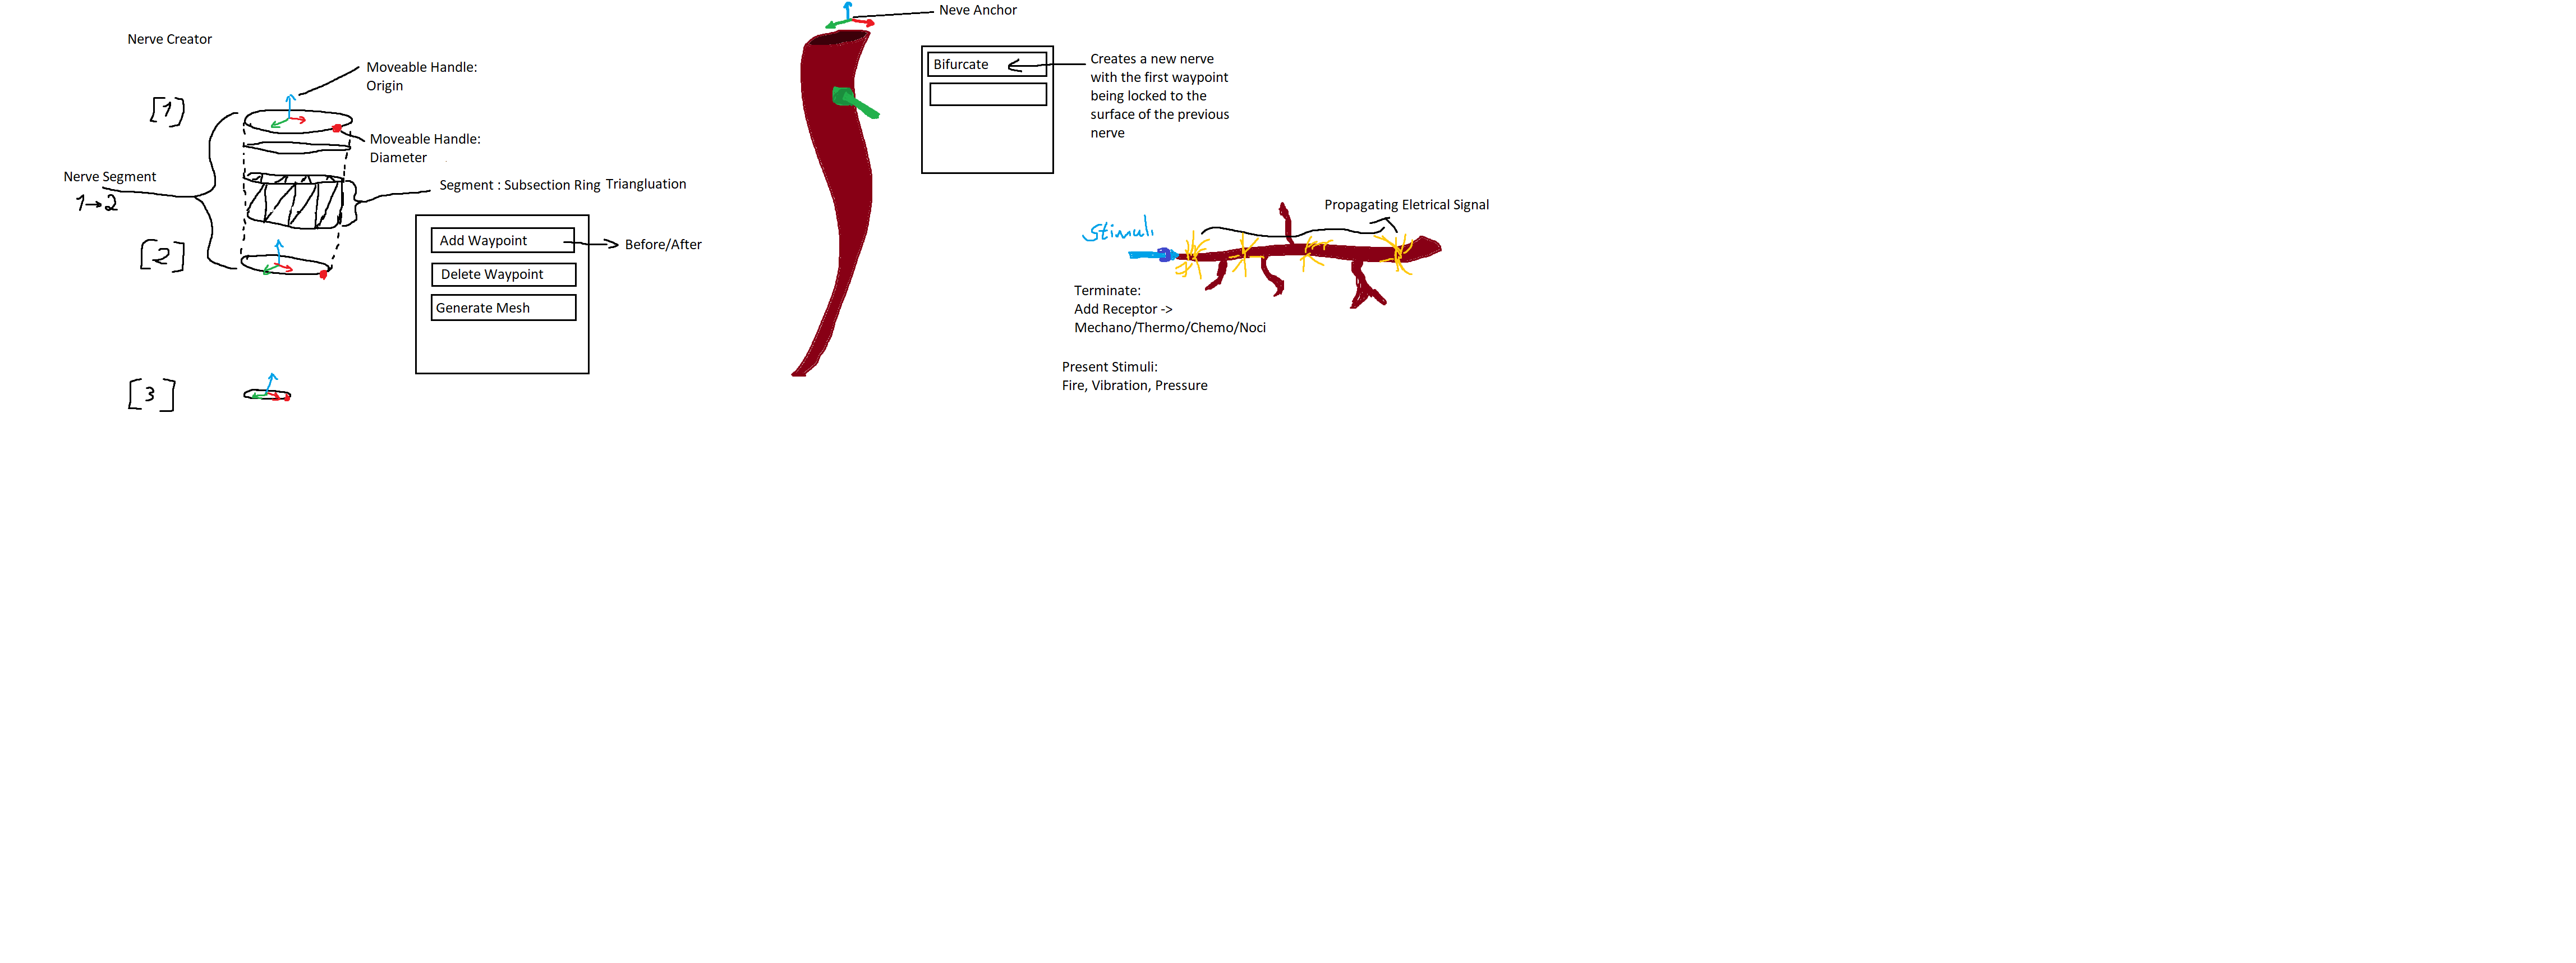 Nerve Creator
Moveable Handle:
Origin
[1]
Moveable Handle:
Diameter
Nerve Segment
1→2
Segment : Subsection Ring Triangluation
[2]
Add Waypoint
Before/After
Delete Waypoint
Generate Mesh
[3]
Neve Anchor
Bifurcate
Creates a new nerve
with the first waypoint
being locked to the
surface of the previous
nerve
Propagating Eletrical Signal
Stimuli
Terminate:
Add Receptor ->
Mechano/Thermo/Chemo/Noci
Present Stimuli:
Fire, Vibration, Pressure